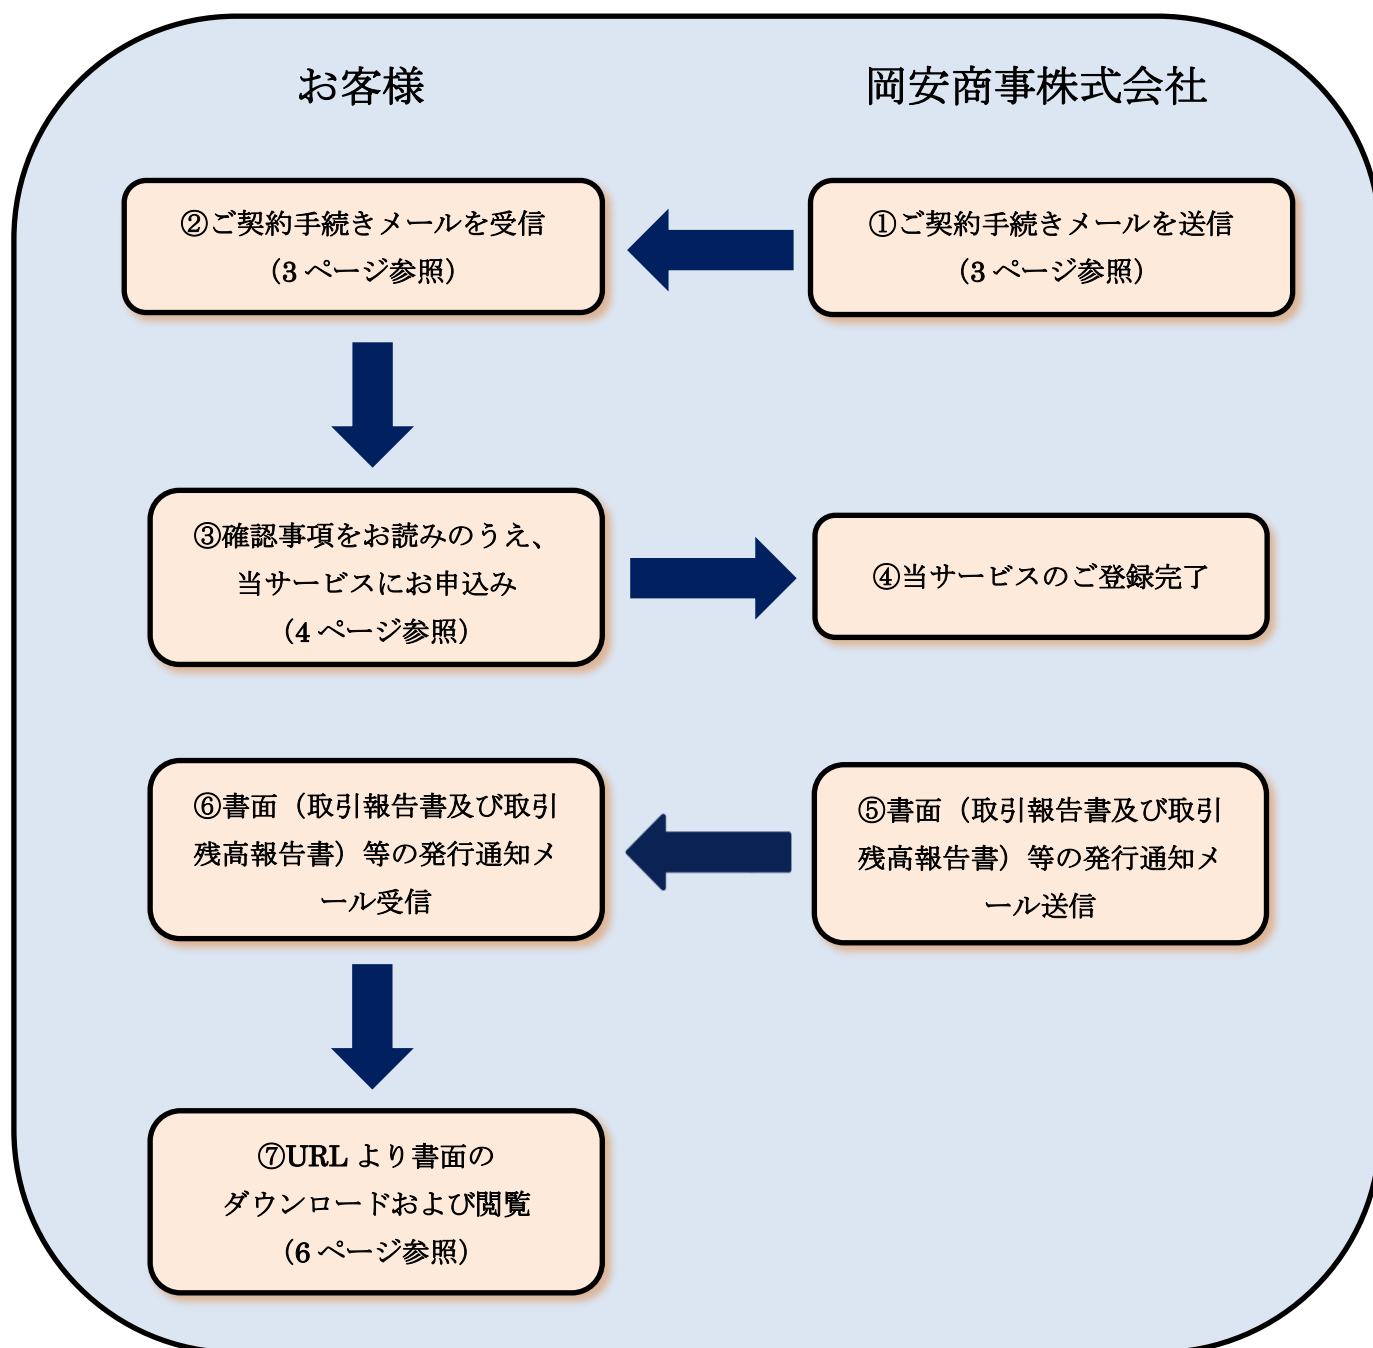 お客様
岡安商事株式会社
②ご契約手続きメールを受信
（3 ページ参照）
①ご契約手続きメールを送信
（3 ページ参照）
③確認事項をお読みのうえ、
当サービスにお申込み
（4 ページ参照）
④当サービスのご登録完了
⑥書面（取引報告書及び取引
残高報告書）等の発行通知メ
ール受信
⑤書面（取引報告書及び取引
残高報告書）等の発行通知メ
ール送信
⑦URL より書面の
ダウンロードおよび閲覧
（6 ページ参照）